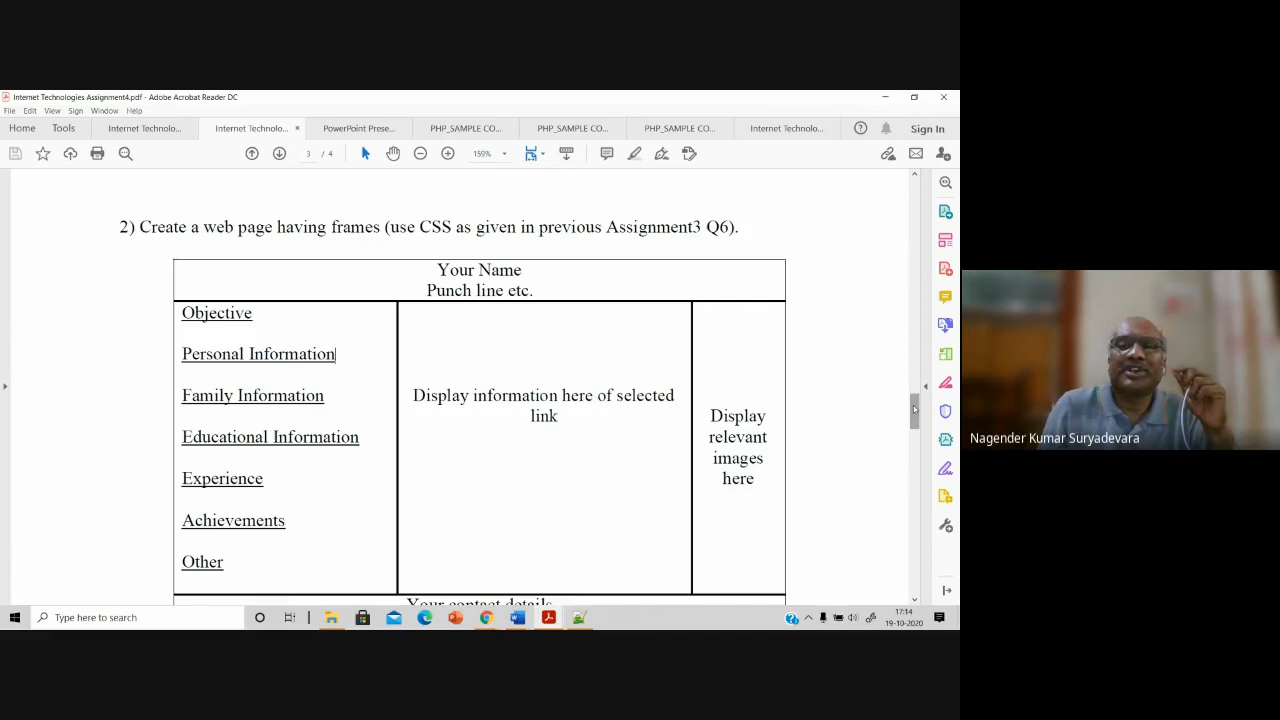 Internet Technologies Assignment4.pdf - Adobe Acrobat Reader DC
File Edit View Sign Window Help
Home Tools Internet Technolo... Internet Technolo... × PowerPoint Prese... PHP_SAMPLE CO... PHP_SAMPLE CO... PHP_SAMPLE CO... Internet Technolo... Sign In
3 / 4 159%
2) Create a web page having frames (use CSS as given in previous Assignment3 Q6).
Your Name
Punch line etc.
Objective
Personal Information
Family Information
Educational Information
Experience
Achievements
Other
Display information here of selected
link
Display
relevant
images
here
Your contact details
Nagender Kumar Suryadevara
Type here to search
17:14
19-10-2020